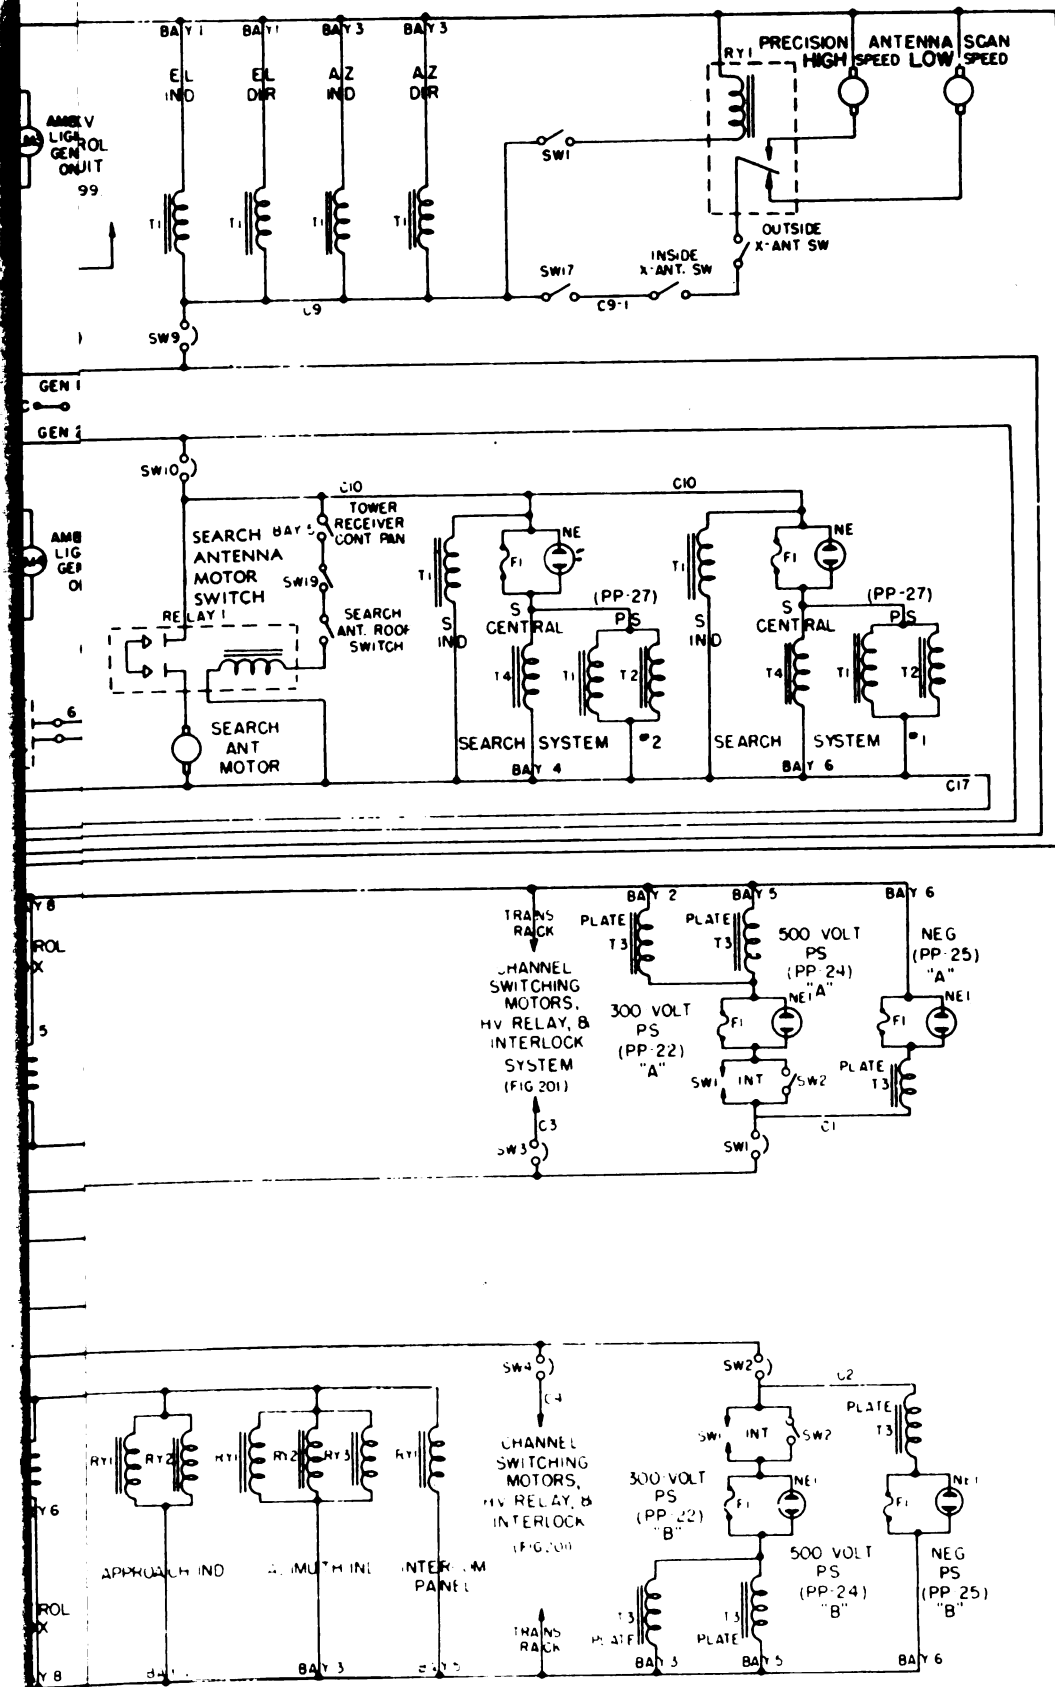 BAY 1 BAY 1 BAY 3 BAY 3
RY1
PRECISION ANTENNA SCAN
HIGH SPEED LOW SPEED
EL IND
EL DIR
AZ IND
AZ DIR
ROL
UIT
99
SW1
T1 T1 T1 T1
OUTSIDE
X-ANT SW
INSIDE
X-ANT. SW
SW17
C9-1
C9
SW9
GEN 1
GEN 2
SW10
C10 C10
TOWER
RECEIVER
CONT PAN
BAY 5
SEARCH
ANTENNA
MOTOR
SWITCH
RELAY 1
SW19
SEARCH
ANT. ROOF
SWITCH
T1
F1
NE
S
IND
S
CENTRAL
(PP-27)
PS
T4 T1 T2
SEARCH SYSTEM #2
BAY 4
T1
F1
NE
S
IND
S
CENTRAL
(PP-27)
PS
T4 T1 T2
SEARCH SYSTEM #1
BAY 6
6
SEARCH
ANT
MOTOR
C17
Y8
ROL
X
5
TRANS
RACK
CHANNEL
SWITCHING
MOTORS,
HV RELAY, &
INTERLOCK
SYSTEM
(FIG 201)
C3
SW3
BAY 2 BAY 5 BAY 6
PLATE
T3
PLATE
T3
500 VOLT
PS
(PP-24)
"A"
NEG
(PP-25)
"A"
300 VOLT
PS
(PP-22)
"A"
F1
NE1
F1
NE1
SW1 INT SW2
PLATE
T3
C1
SW1
SW4
C4
SW2
C2
CHANNEL
SWITCHING
MOTORS,
HV RELAY, &
INTERLOCK
SW1 INT SW2
PLATE
T3
RY1 RY2 RY1 RY2 RY3 RY1
300 VOLT
PS
(PP-22)
"B"
F1
NE1
F1
NE1
Y6
APPROACH IND
INTERCOM
PANEL
500 VOLT
PS
(PP-24)
"B"
NEG
PS
(PP 25)
"B"
ROL
X
TRANS
RACK
T3
PLATE
T3
PLATE
Y8
BAY 3
BAY 3 BAY 5 BAY 6